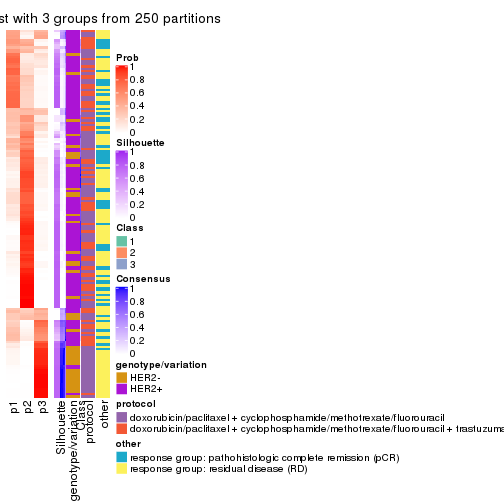 st with 3 groups from 250 partitions
Prob
1
0.8
0.6
0.4
0.2
0
Silhouette
1
0.8
0.6
0.4
0.2
0
Class
1
2
3
Consensus
1
0.8
0.6
0.4
0.2
0
genotype/variation
HER2-
HER2+
protocol
doxorubicin/paclitaxel + cyclophosphamide/methotrexate/fluorouracil
doxorubicin/paclitaxel + cyclophosphamide/methotrexate/fluorouracil + trastuzuma
other
response group: pathohistologic complete remission (pCR)
response group: residual disease (RD)
p1
p2
p3
Silhouette
genotype/variation
Class
protocol
other